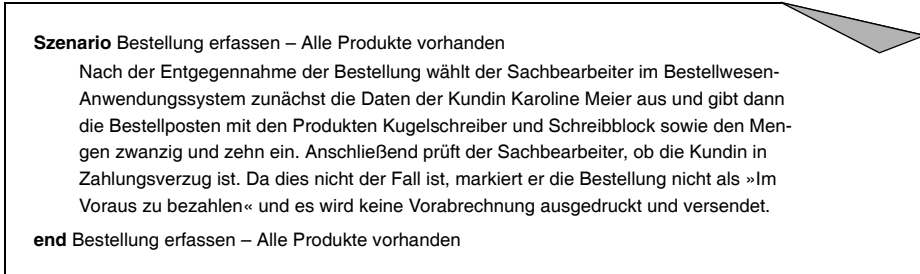 Szenario Bestellung erfassen – Alle Produkte vorhanden
Nach der Entgegennahme der Bestellung wählt der Sachbearbeiter im Bestellwesen-
Anwendungssystem zunächst die Daten der Kundin Karoline Meier aus und gibt dann
die Bestellposten mit den Produkten Kugelschreiber und Schreibblock sowie den Men-
gen zwanzig und zehn ein. Anschließend prüft der Sachbearbeiter, ob die Kundin in
Zahlungsverzug ist. Da dies nicht der Fall ist, markiert er die Bestellung nicht als »Im
Voraus zu bezahlen« und es wird keine Vorabrechnung ausgedruckt und versendet.
end Bestellung erfassen – Alle Produkte vorhanden